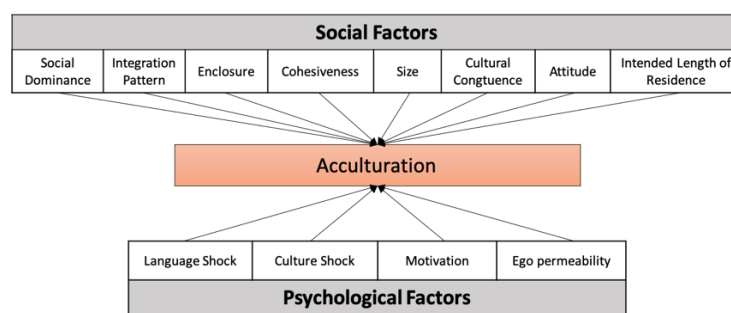 Social Factors
Social Dominance
Integration Pattern
Enclosure
Cohesiveness
Size
Cultural Congtuence
Attitude
Intended Length of Residence
Acculturation
Language Shock
Culture Shock
Motivation
Ego permeability
Psychological Factors